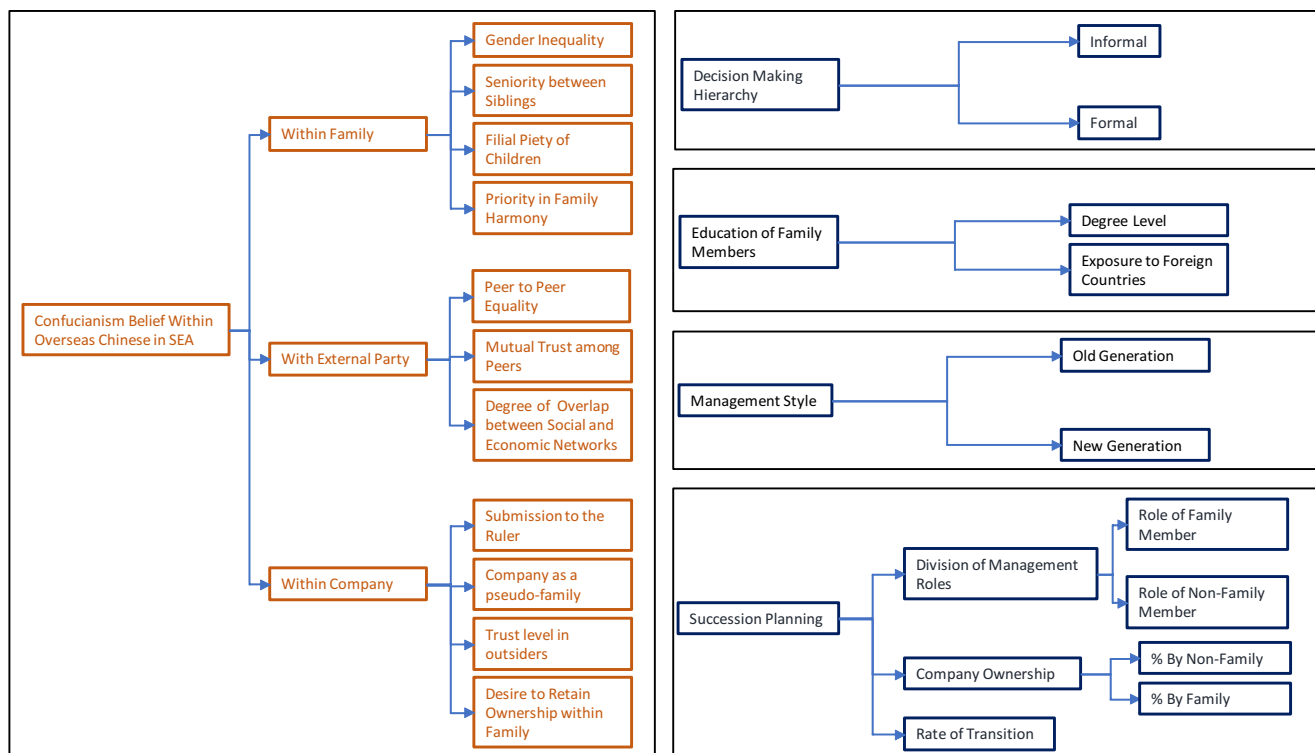 Confucianism Belief Within
Overseas Chinese in SEA
Within Family
Gender Inequality
Seniority between
Siblings
Filial Piety of
Children
Priority in Family
Harmony
With External Party
Peer to Peer
Equality
Mutual Trust among
Peers
Degree of Overlap
between Social and
Economic Networks
Within Company
Submission to the
Ruler
Company as a
pseudo-family
Trust level in
outsiders
Desire to Retain
Ownership within
Family
Decision Making
Hierarchy
Informal
Formal
Education of Family
Members
Degree Level
Exposure to Foreign
Countries
Management Style
Old Generation
New Generation
Succession Planning
Division of Management
Roles
Role of Family
Member
Role of Non-Family
Member
Company Ownership
% By Non-Family
% By Family
Rate of Transition